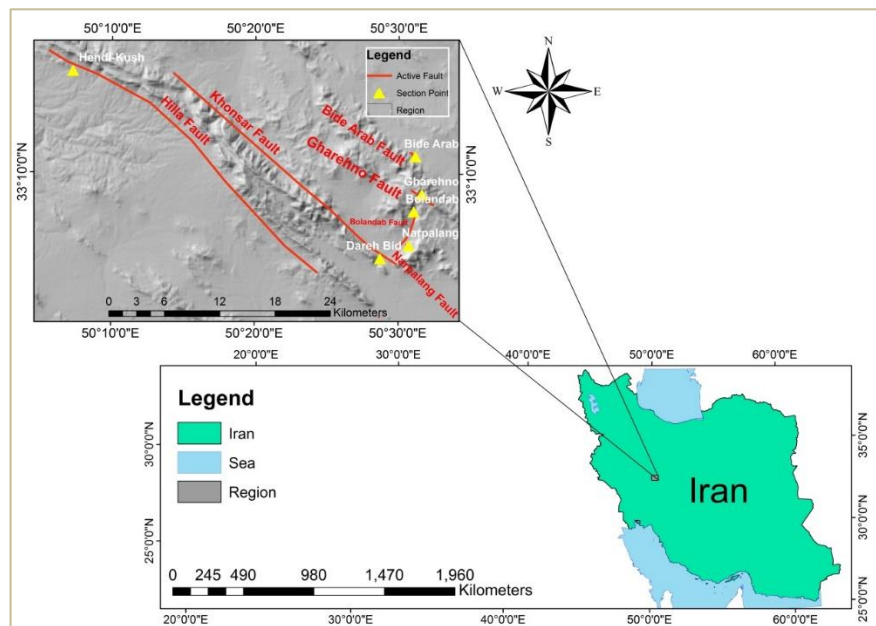 50°10'0"E
50°20'0"E
50°30'0"E
Hendi-Kush
Legend
Active Fault
Section Point
Region
N
W
E
S
Hilla Fault
Khonsar Fault
Bide Arab Fault
Bide Arab
33°10'0"N
33°10'0"N
Gharehno Fault
Gharehno
Bolandab
Bolandab Fault
Narpalang
Dareh Bid
Narpalang Fault
0 3 6 12 18 24
Kilometers
50°10'0"E
50°20'0"E
50°30'0"E
20°0'0"E
30°0'0"E
40°0'0"E
50°0'0"E
60°0'0"E
Legend
Iran
Sea
Region
30°0'0"N
25°0'0"N
35°0'0"N
30°0'0"N
25°0'0"N
Iran
0 245 490 980 1,470 1,960
Kilometers
20°0'0"E
30°0'0"E
40°0'0"E
50°0'0"E
60°0'0"E